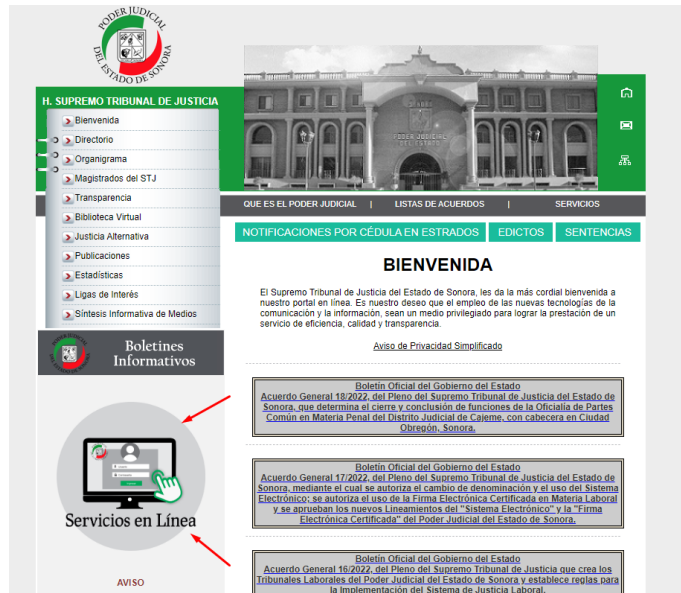 PODER JUDICIAL
DEL ESTADO DE SONORA
H. SUPREMO TRIBUNAL DE JUSTICIA
Bienvenida
Directorio
Organigrama
Magistrados del STJ
Transparencia
Biblioteca Virtual
Justicia Alternativa
Publicaciones
Estadísticas
Ligas de Interés
Síntesis Informativa de Medios
Boletines
Informativos
Servicios en Línea
AVISO
PODER JUDICIAL
DEL ESTADO
QUE ES EL PODER JUDICIAL | LISTAS DE ACUERDOS | SERVICIOS
NOTIFICACIONES POR CÉDULA EN ESTRADOS EDICTOS SENTENCIAS
BIENVENIDA
El Supremo Tribunal de Justicia del Estado de Sonora, les da la más cordial bienvenida a
nuestro portal en línea. Es nuestro deseo que el empleo de las nuevas tecnologías de la
comunicación y la información, sean un medio privilegiado para lograr la prestación de un
servicio de eficiencia, calidad y transparencia.
Aviso de Privacidad Simplificado
Boletín Oficial del Gobierno del Estado
Acuerdo General 18/2022, del Pleno del Supremo Tribunal de Justicia del Estado de
Sonora, que determina el cierre y conclusión de funciones de la Oficialía de Partes
Común en Materia Penal del Distrito Judicial de Cajeme, con cabecera en Ciudad
Obregón, Sonora.
Boletín Oficial del Gobierno del Estado
Acuerdo General 17/2022, del Pleno del Supremo Tribunal de Justicia del Estado de
Sonora, mediante el cual se autoriza el cambio de denominación y el uso del Sistema
Electrónico; se autoriza el uso de la Firma Electrónica Certificada en Materia Laboral
y se aprueban los nuevos Lineamientos del "Sistema Electrónico" y la "Firma
Electrónica Certificada" del Poder Judicial del Estado de Sonora.
Boletín Oficial del Gobierno del Estado
Acuerdo General 16/2022, del Pleno del Supremo Tribunal de Justicia que crea los
Tribunales Laborales del Poder Judicial del Estado de Sonora y establece reglas para
la Implementación del Sistema de Justicia Laboral.